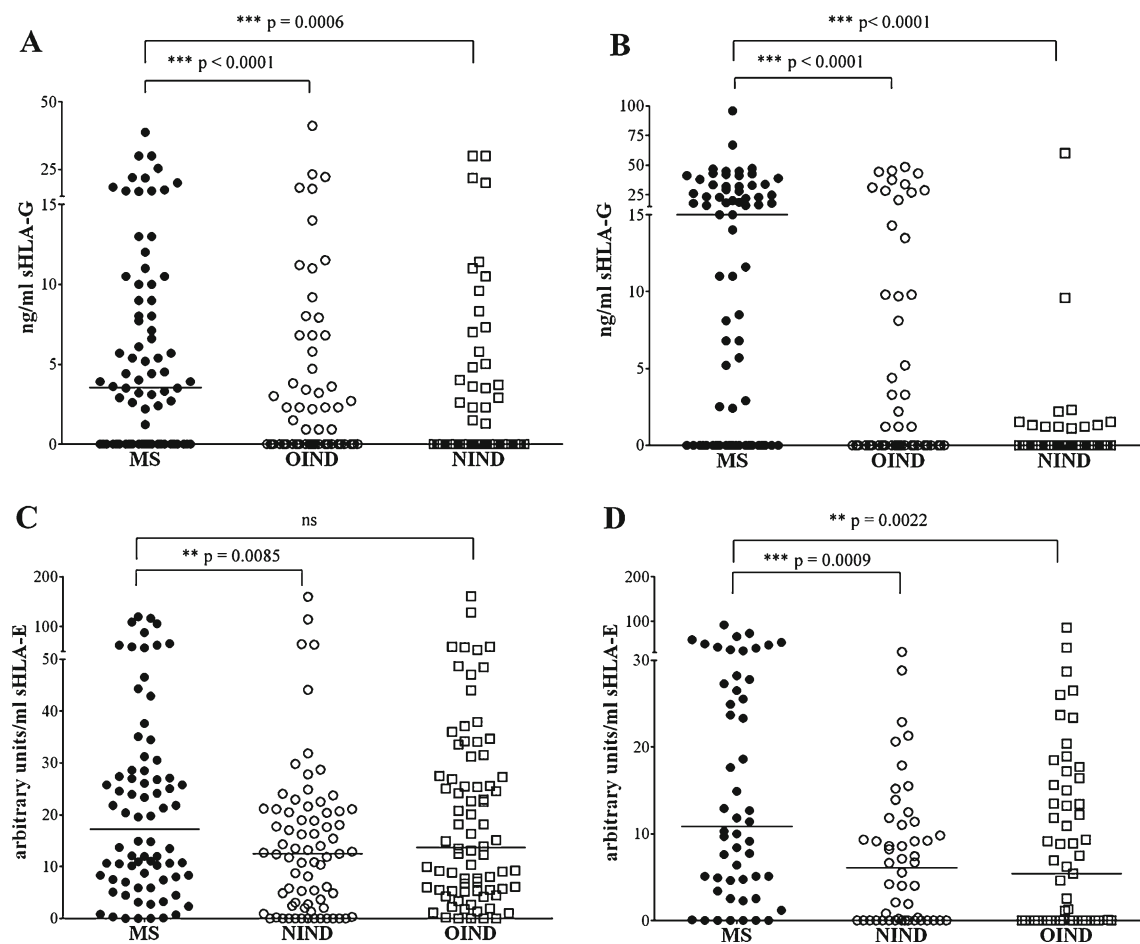 A
*** p = 0.0006
*** p < 0.0001
50
25
15
10
5
0
ng/ml sHLA-G
MS OIND NIND
B
*** p< 0.0001
*** p < 0.0001
100
75
50
25
15
10
5
0
ng/ml sHLA-G
MS OIND NIND
C
ns
** p = 0.0085
200
100
50
40
30
20
10
0
arbitrary units/ml sHLA-E
MS NIND OIND
D
** p = 0.0022
*** p = 0.0009
200
100
30
20
10
0
arbitrary units/ml sHLA-E
MS NIND OIND